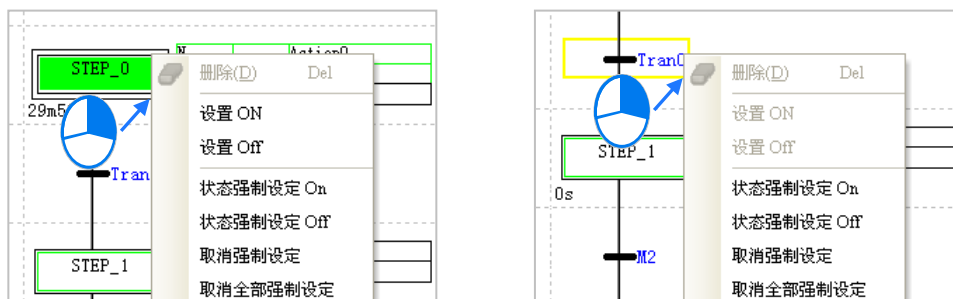 N Action0
STEP_0
删除(D) Del
29m5
设置 ON
设置 Off
Tran
状态强制设定 On
状态强制设定 Off
取消强制设定
STEP_1
取消全部强制设定
Tran0
删除(D) Del
设置 ON
设置 Off
STEP_1
0s
状态强制设定 On
状态强制设定 Off
取消强制设定
M2
取消全部强制设定